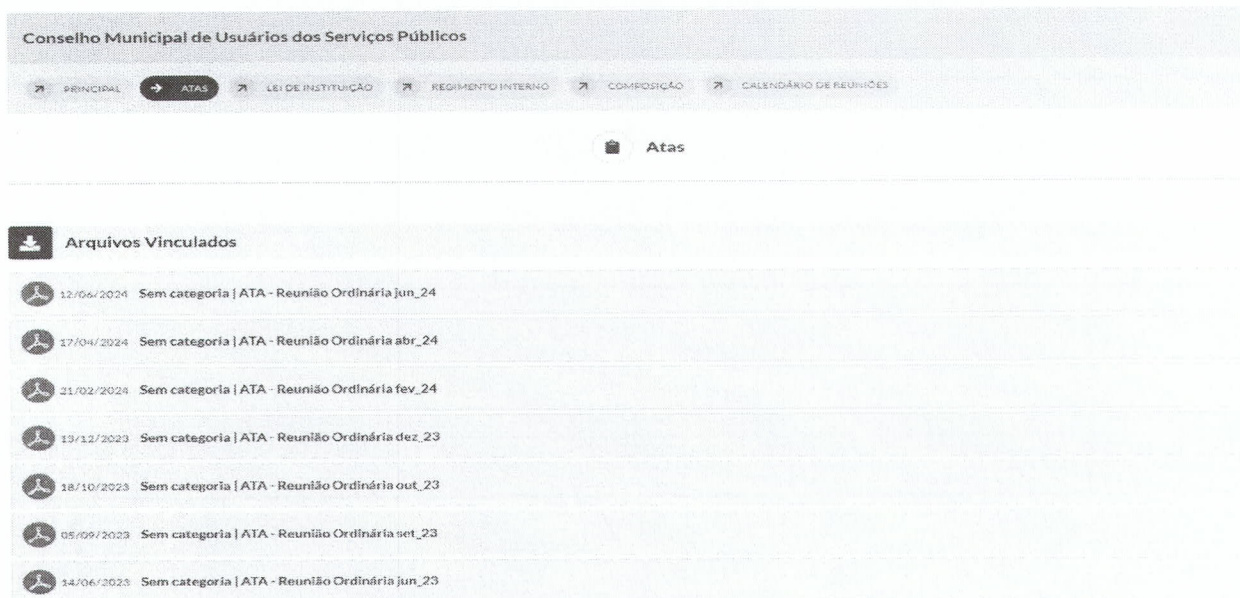 Conselho Municipal de Usuários dos Serviços Públicos
PRINCIPAL ATAS LEI DE INSTITUIÇÃO REGIMENTO INTERNO COMPOSIÇÃO CALENDÁRIO DE REUNIÕES
Atas
Arquivos Vinculados
12/06/2024 Sem categoria | ATA - Reunião Ordinária jun_24
17/04/2024 Sem categoria | ATA - Reunião Ordinária abr_24
21/02/2024 Sem categoria | ATA - Reunião Ordinária fev_24
13/12/2023 Sem categoria | ATA - Reunião Ordinária dez_23
18/10/2023 Sem categoria | ATA - Reunião Ordinária out_23
05/09/2023 Sem categoria | ATA - Reunião Ordinária set_23
14/06/2023 Sem categoria | ATA - Reunião Ordinária jun_23